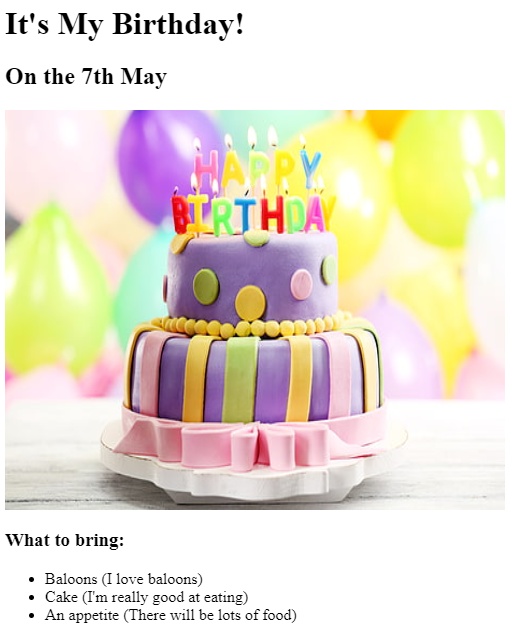 It's My Birthday!
On the 7th May
HAPPY
BIRTHDAY
What to bring:
Baloons (I love baloons)
Cake (I'm really good at eating)
An appetite (There will be lots of food)